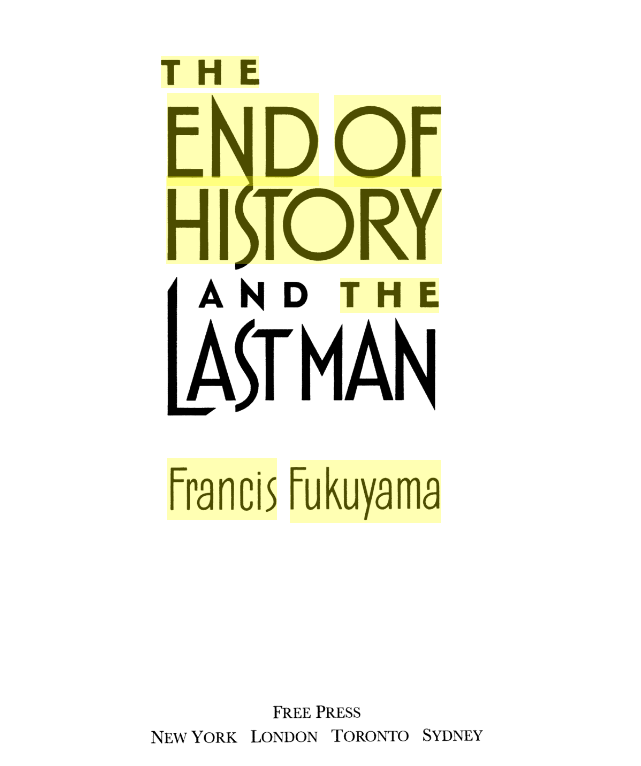 THE
END OF
HISTORY
AND THE
LAST MAN
Francis Fukuyama
FREE PRESS
NEW YORK LONDON TORONTO SYDNEY